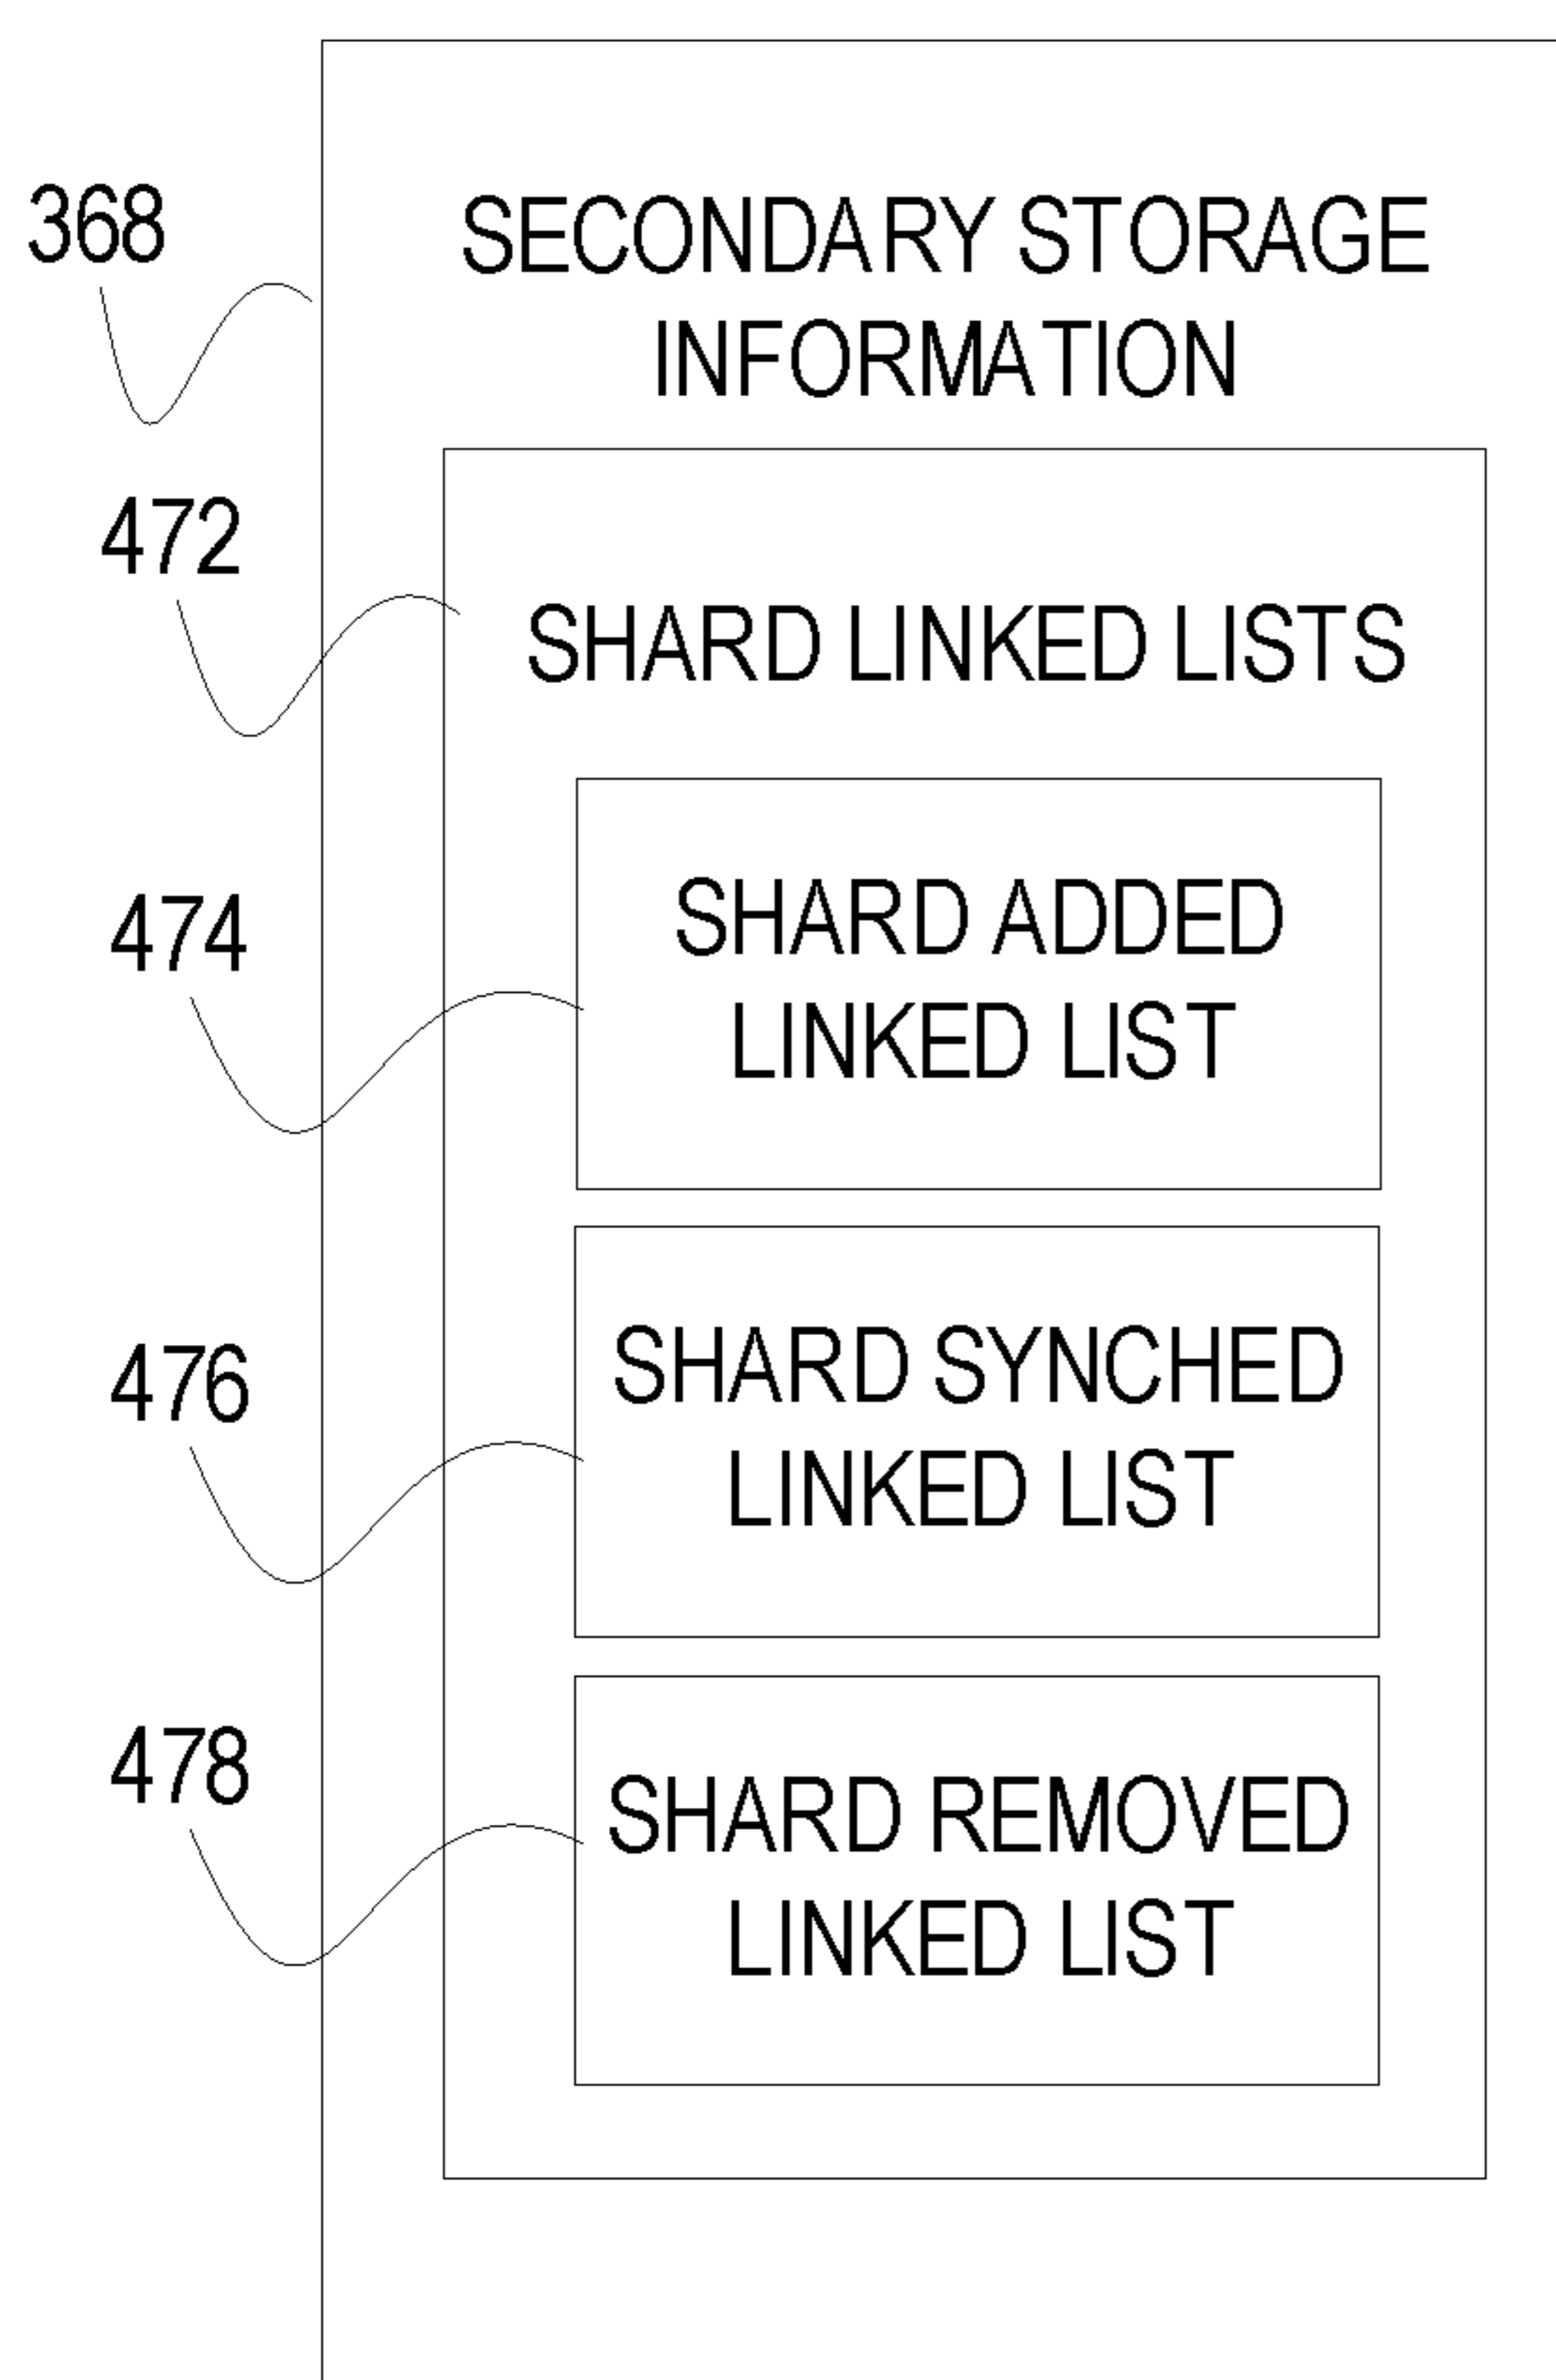 368
SECONDARY STORAGE
INFORMATION
472
SHARD LINKED LISTS
474
SHARD ADDED
LINKED LIST
476
SHARD SYNCHED
LINKED LIST
478
SHARD REMOVED
LINKED LIST